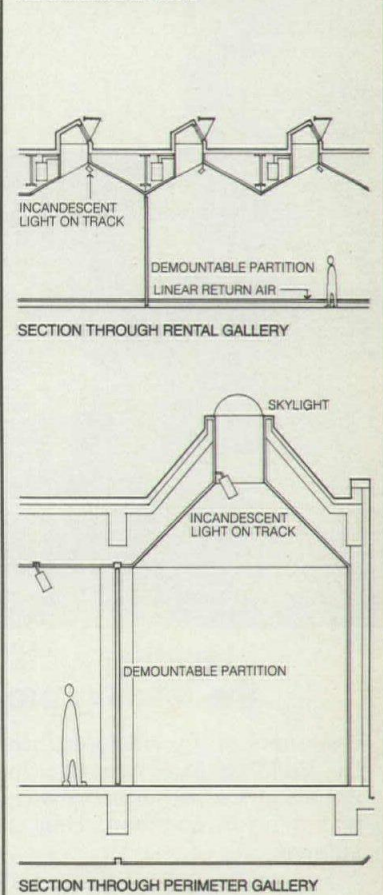 INCANDESCENT
LIGHT ON TRACK
DEMOUNTABLE PARTITION
LINEAR RETURN AIR
SECTION THROUGH RENTAL GALLERY
SKYLIGHT
INCANDESCENT
LIGHT ON TRACK
DEMOUNTABLE PARTITION
SECTION THROUGH PERIMETER GALLERY